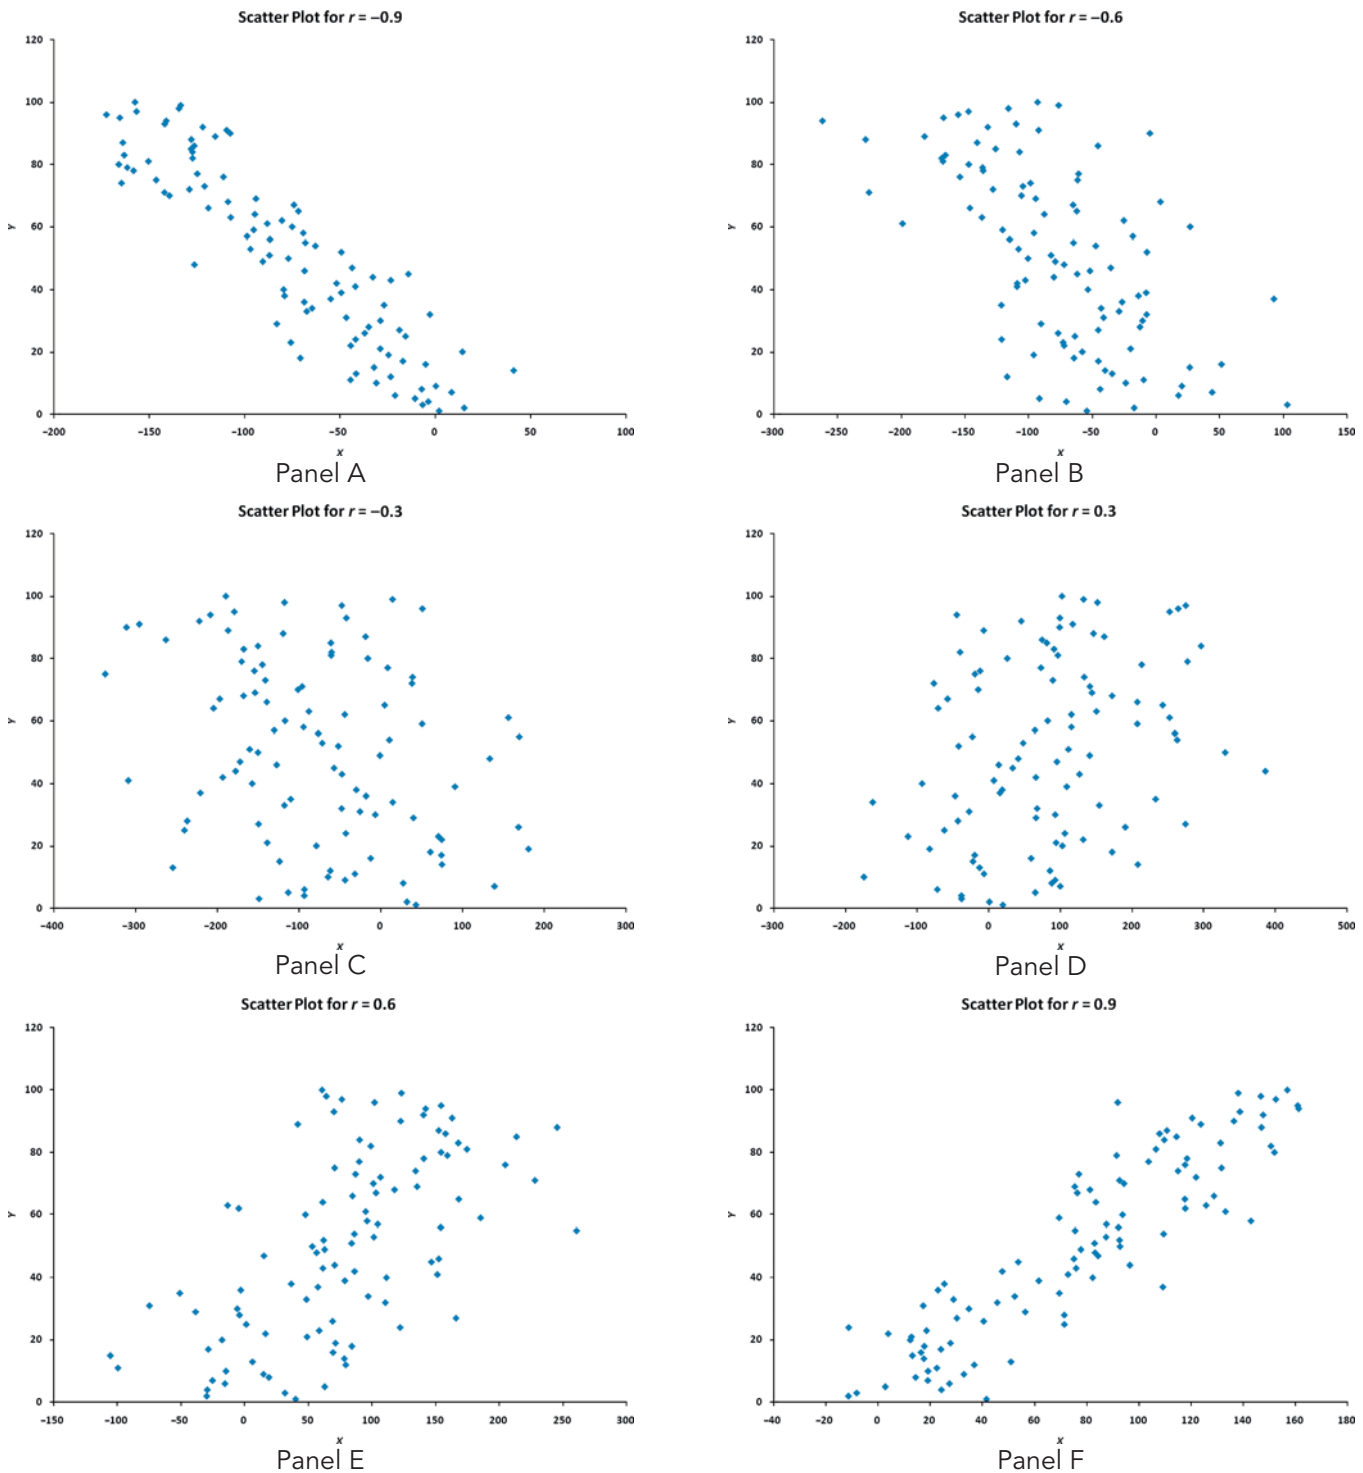 Scatter Plot for r = –0.9
120
100
80
60
40
20
0
Y
–200 –150 –100 –50 0 50 100
x
Panel A
Scatter Plot for r = –0.6
120
100
80
60
40
20
0
Y
–300 –250 –200 –150 –100 –50 0 50 100 150
x
Panel B
Scatter Plot for r = –0.3
120
100
80
60
40
20
0
Y
–400 –300 –200 –100 0 100 200 300
x
Panel C
Scatter Plot for r = 0.3
120
100
80
60
40
20
0
Y
–300 –200 –100 0 100 200 300 400 500
x
Panel D
Scatter Plot for r = 0.6
120
100
80
60
40
20
0
Y
–150 –100 –50 0 50 100 150 200 250 300
x
Panel E
Scatter Plot for r = 0.9
120
100
80
60
40
20
0
Y
–40 –20 0 20 40 60 80 100 120 140 160 180
x
Panel F